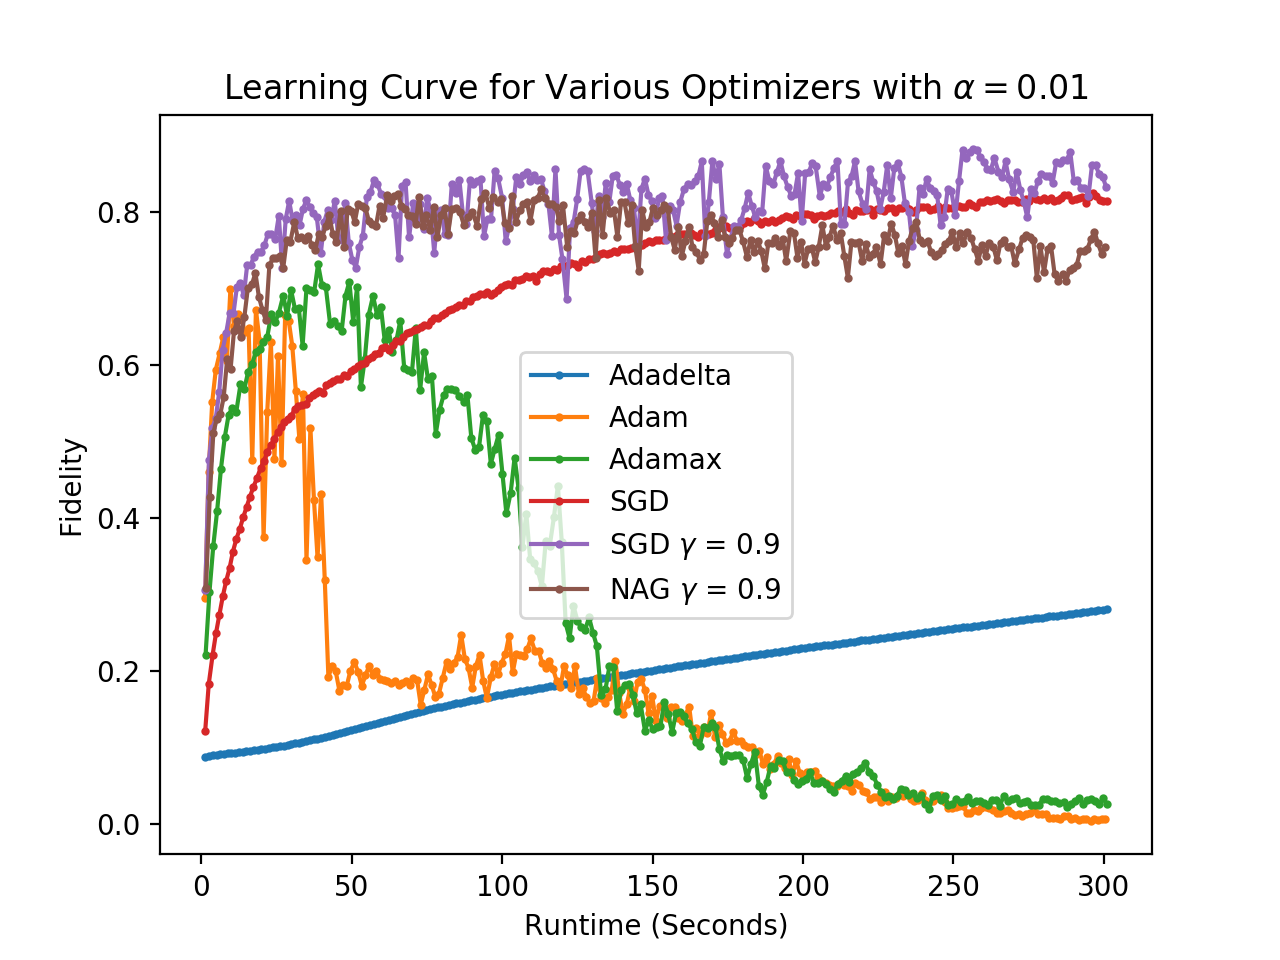 Learning Curve for Various Optimizers with α = 0.01
Fidelity
0.8
0.6
0.4
0.2
0.0
Adadelta
Adam
Adamax
SGD
SGD γ = 0.9
NAG γ = 0.9
0 50 100 150 200 250 300
Runtime (Seconds)